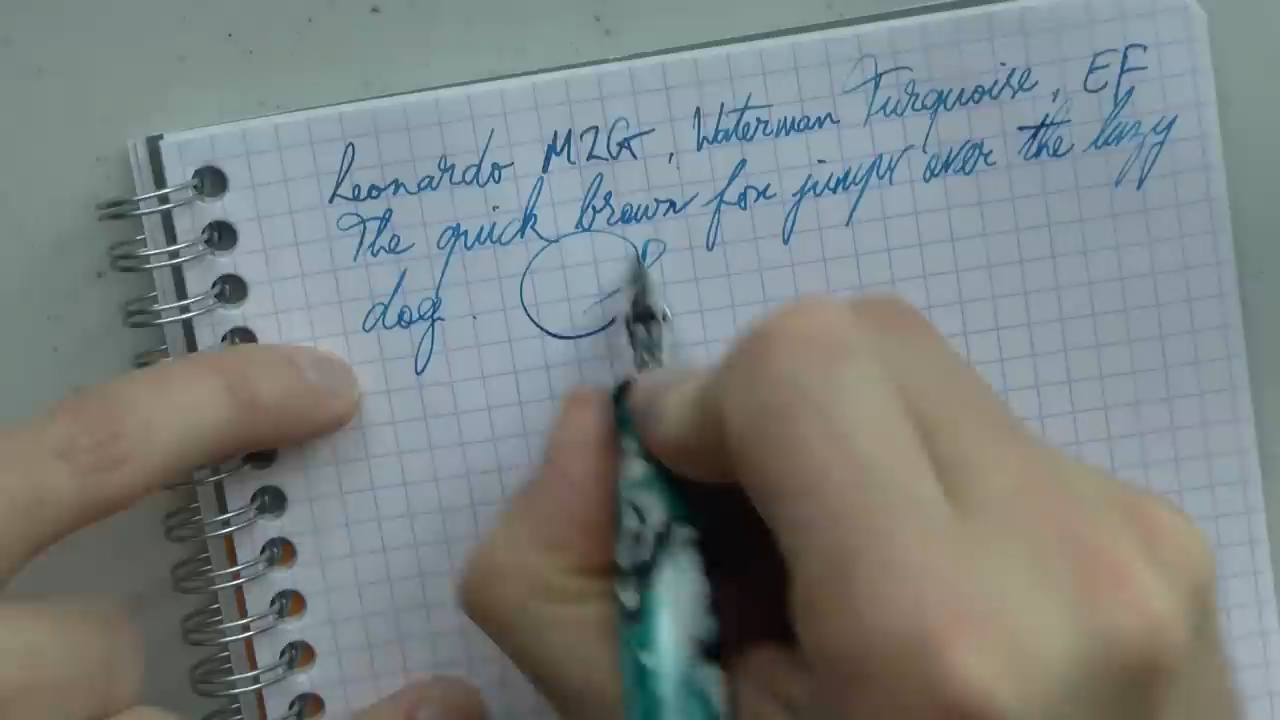 Leonardo MZG, Waterman Turquoise, EF
The quick brown fox jumps over the lazy
dog.